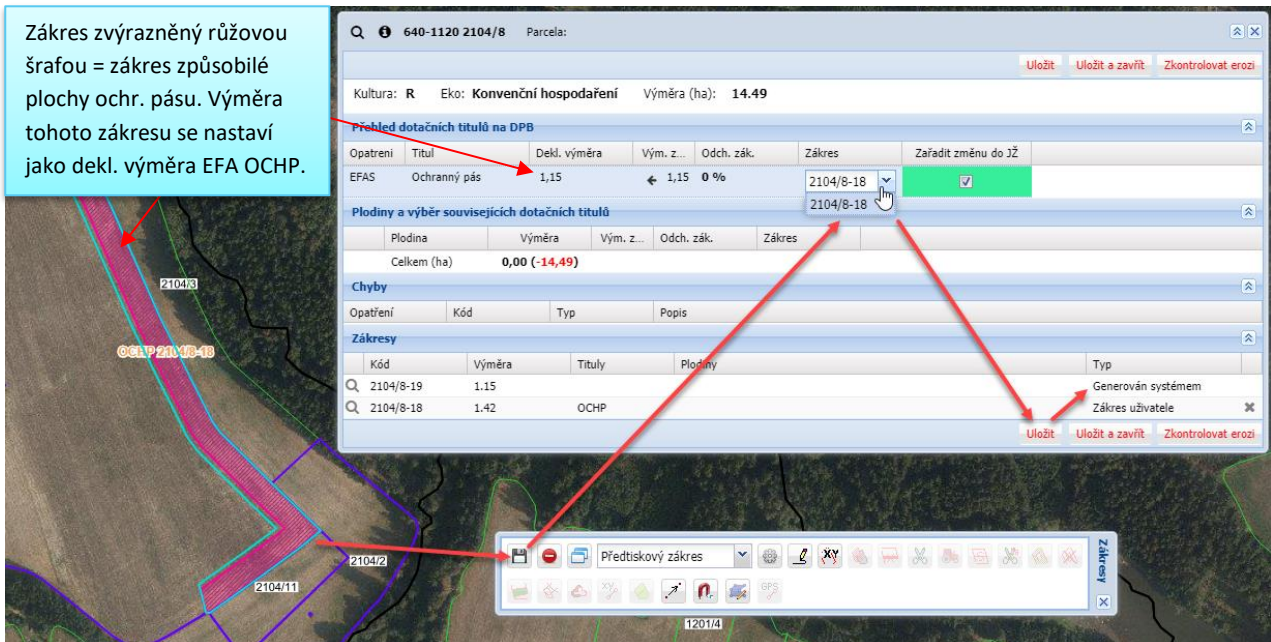 Zákres zvýrazněný růžovou
šrafou = zákres způsobilé
plochy ochr. pásu. Výměra
tohoto zákresu se nastaví
jako dekl. výměra EFA OCHP.
640-1120 2104/8 Parcela:
Uložit Uložit a zavřít Zkontrolovat erozi
Kultura: R Eko: Konvenční hospodaření Výměra (ha): 14.49
Přehled dotačních titulů na DPB
Opatreni Titul Dekl. výměra Vým. z... Odch. zák. Zákres Zařadit změnu do JŽ
EFAS Ochranný pás 1,15 1,15 0 % 2104/8-18
2104/8-18
Plodiny a výběr souvisejících dotačních titulů
Plodina Výměra Vým. z... Odch. zák. Zákres
Celkem (ha) 0,00 (-14,49)
Chyby
Opatření Kód Typ Popis
Zákresy
Kód Výměra Tituly Plodiny Typ
2104/8-19 1.15 Generován systémem
2104/8-18 1.42 OCHP Zákres uživatele
Uložit Uložit a zavřít Zkontrolovat erozi
2104/3
OCHP 2104/8-18
2104/2
2104/11
Předtiskový zákres
XY
XY
GPS
Zákresy
1201/4